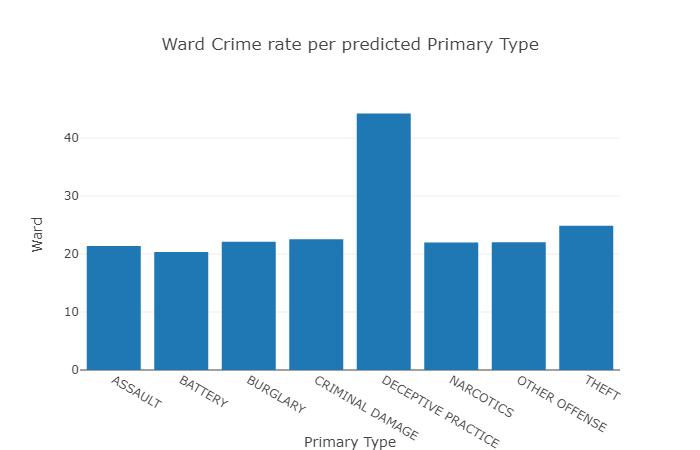 Ward Crime rate per predicted Primary Type
40
30
20
10
0
Ward
ASSAULT
BATTERY
BURGLARY
CRIMINAL DAMAGE
DECEPTIVE PRACTICE
NARCOTICS
OTHER OFFENSE
THEFT
Primary Type